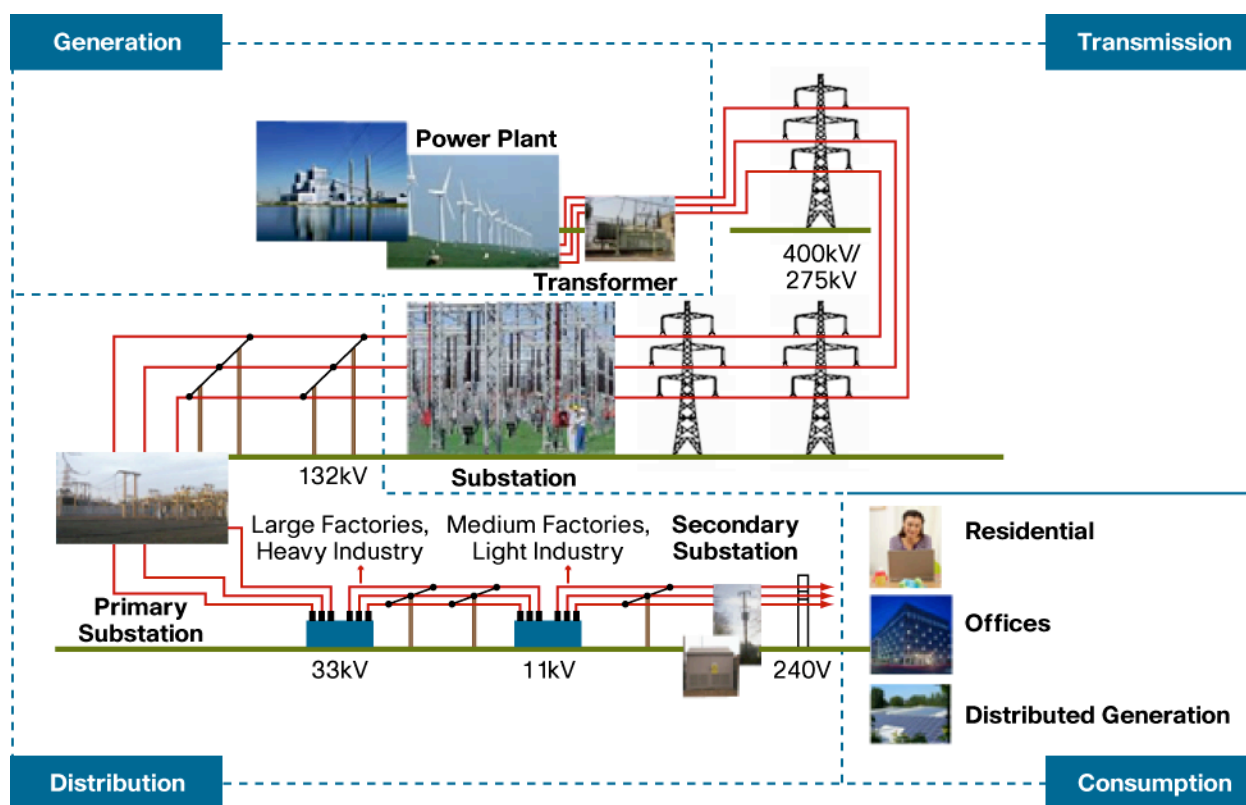 Generation
Transmission
Power Plant
Transformer
400kV/
275kV
132kV
Substation
Large Factories,
Heavy Industry
Medium Factories,
Light Industry
Secondary
Substation
Residential
Primary
Substation
Offices
33kV
11kV
240V
Distributed Generation
Distribution
Consumption